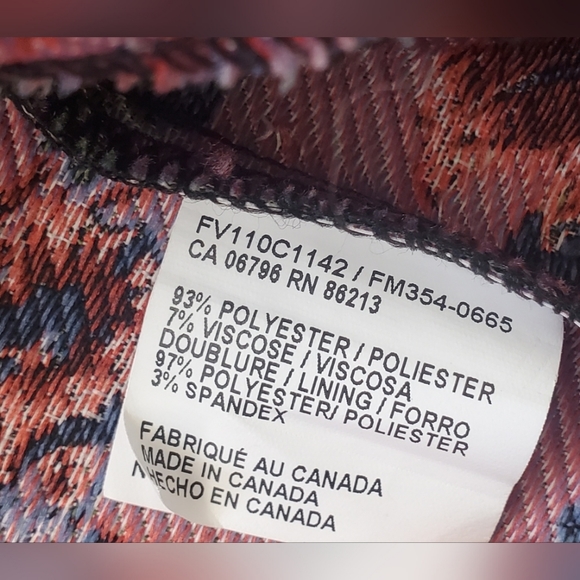 FV110C1142 / FM354-0665
CA 06796 RN 86213
93% POLYESTER / POLIESTER
7% VISCOSE / VISCOSA
DOUBLURE / LINING / FORRO
97% POLYESTER/ POLIESTER
3% SPANDEX
FABRIQUÉ AU CANADA
MADE IN CANADA
HECHO EN CANADA